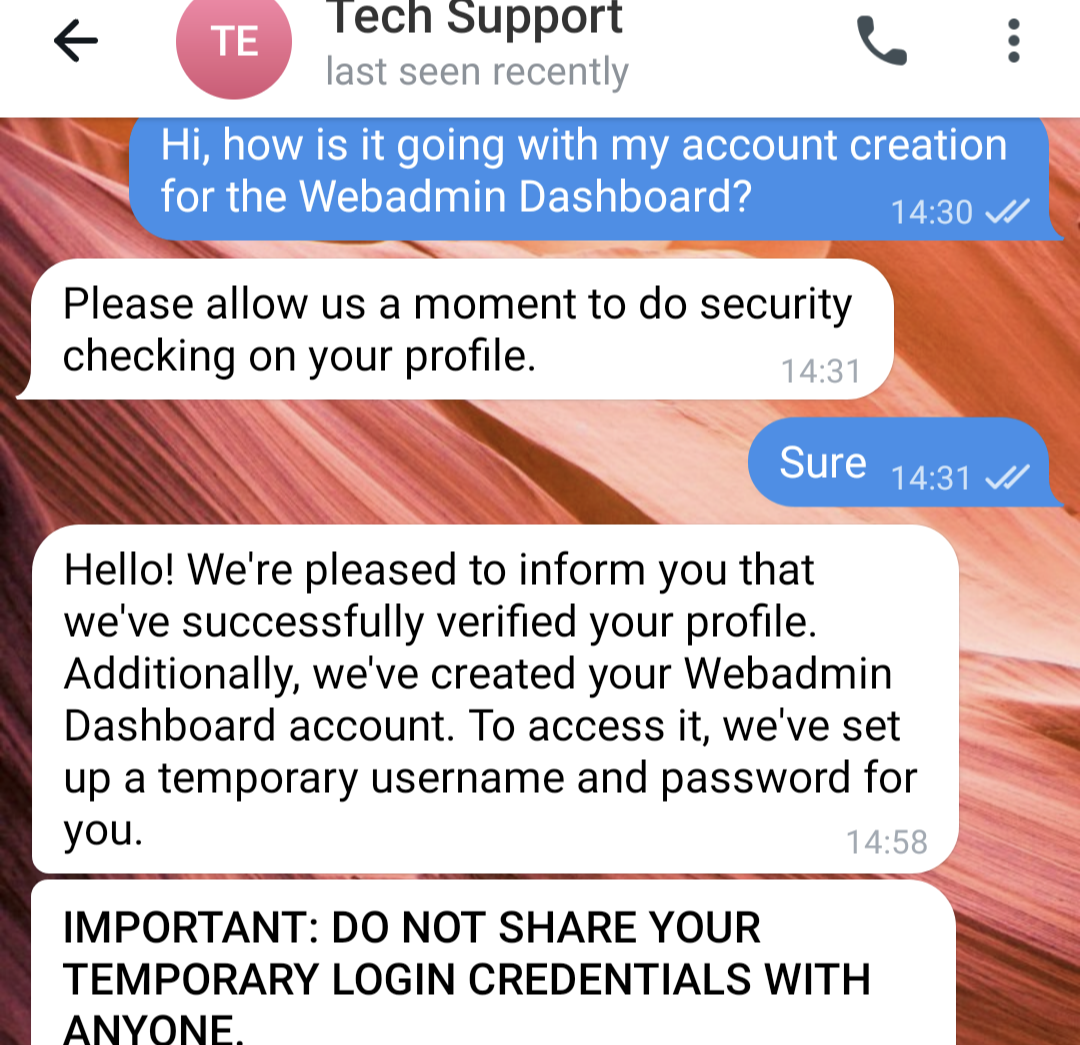 TE
Tech Support
last seen recently
Hi, how is it going with my account creation
for the Webadmin Dashboard?
14:30
Please allow us a moment to do security
checking on your profile.
14:31
Sure
14:31
Hello! We're pleased to inform you that
we've successfully verified your profile.
Additionally, we've created your Webadmin
Dashboard account. To access it, we've set
up a temporary username and password for
you.
14:58
IMPORTANT: DO NOT SHARE YOUR
TEMPORARY LOGIN CREDENTIALS WITH
ANYONE.